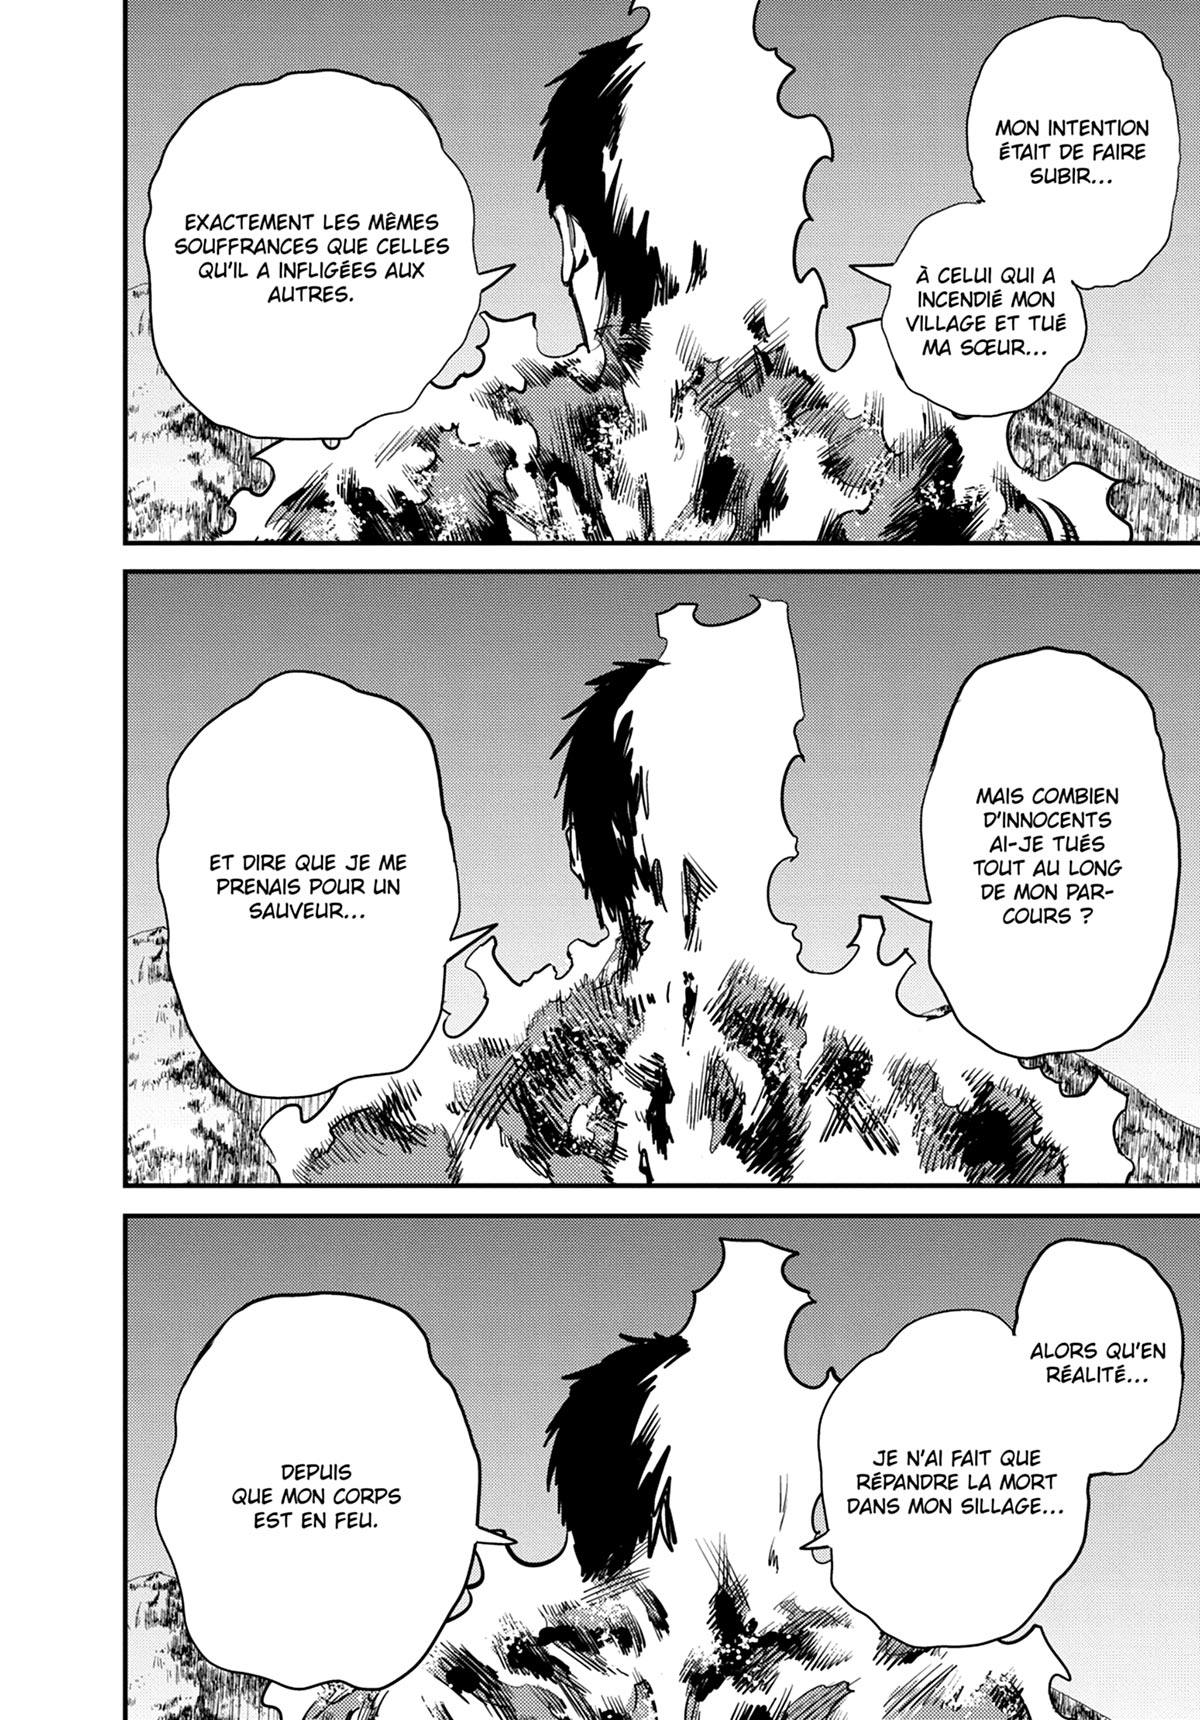 MON INTENTION
ÉTAIT DE FAIRE
SUBIR...
À CELUI QUI A
INCENDIÉ MON
VILLAGE ET TUÉ
MA SŒUR...
EXACTEMENT LES MÊMES
SOUFFRANCES QUE CELLES
QU'IL A INFLIGÉES AUX
AUTRES.
MAIS COMBIEN
D'INNOCENTS
AI-JE TUÉS
TOUT AU LONG
DE MON PAR-
COURS ?
ET DIRE QUE JE ME
PRENAIS POUR UN
SAUVEUR...
ALORS QU'EN
RÉALITÉ...
JE N'AI FAIT QUE
RÉPANDRE LA MORT
DANS MON SILLAGE...
DEPUIS
QUE MON CORPS
EST EN FEU.